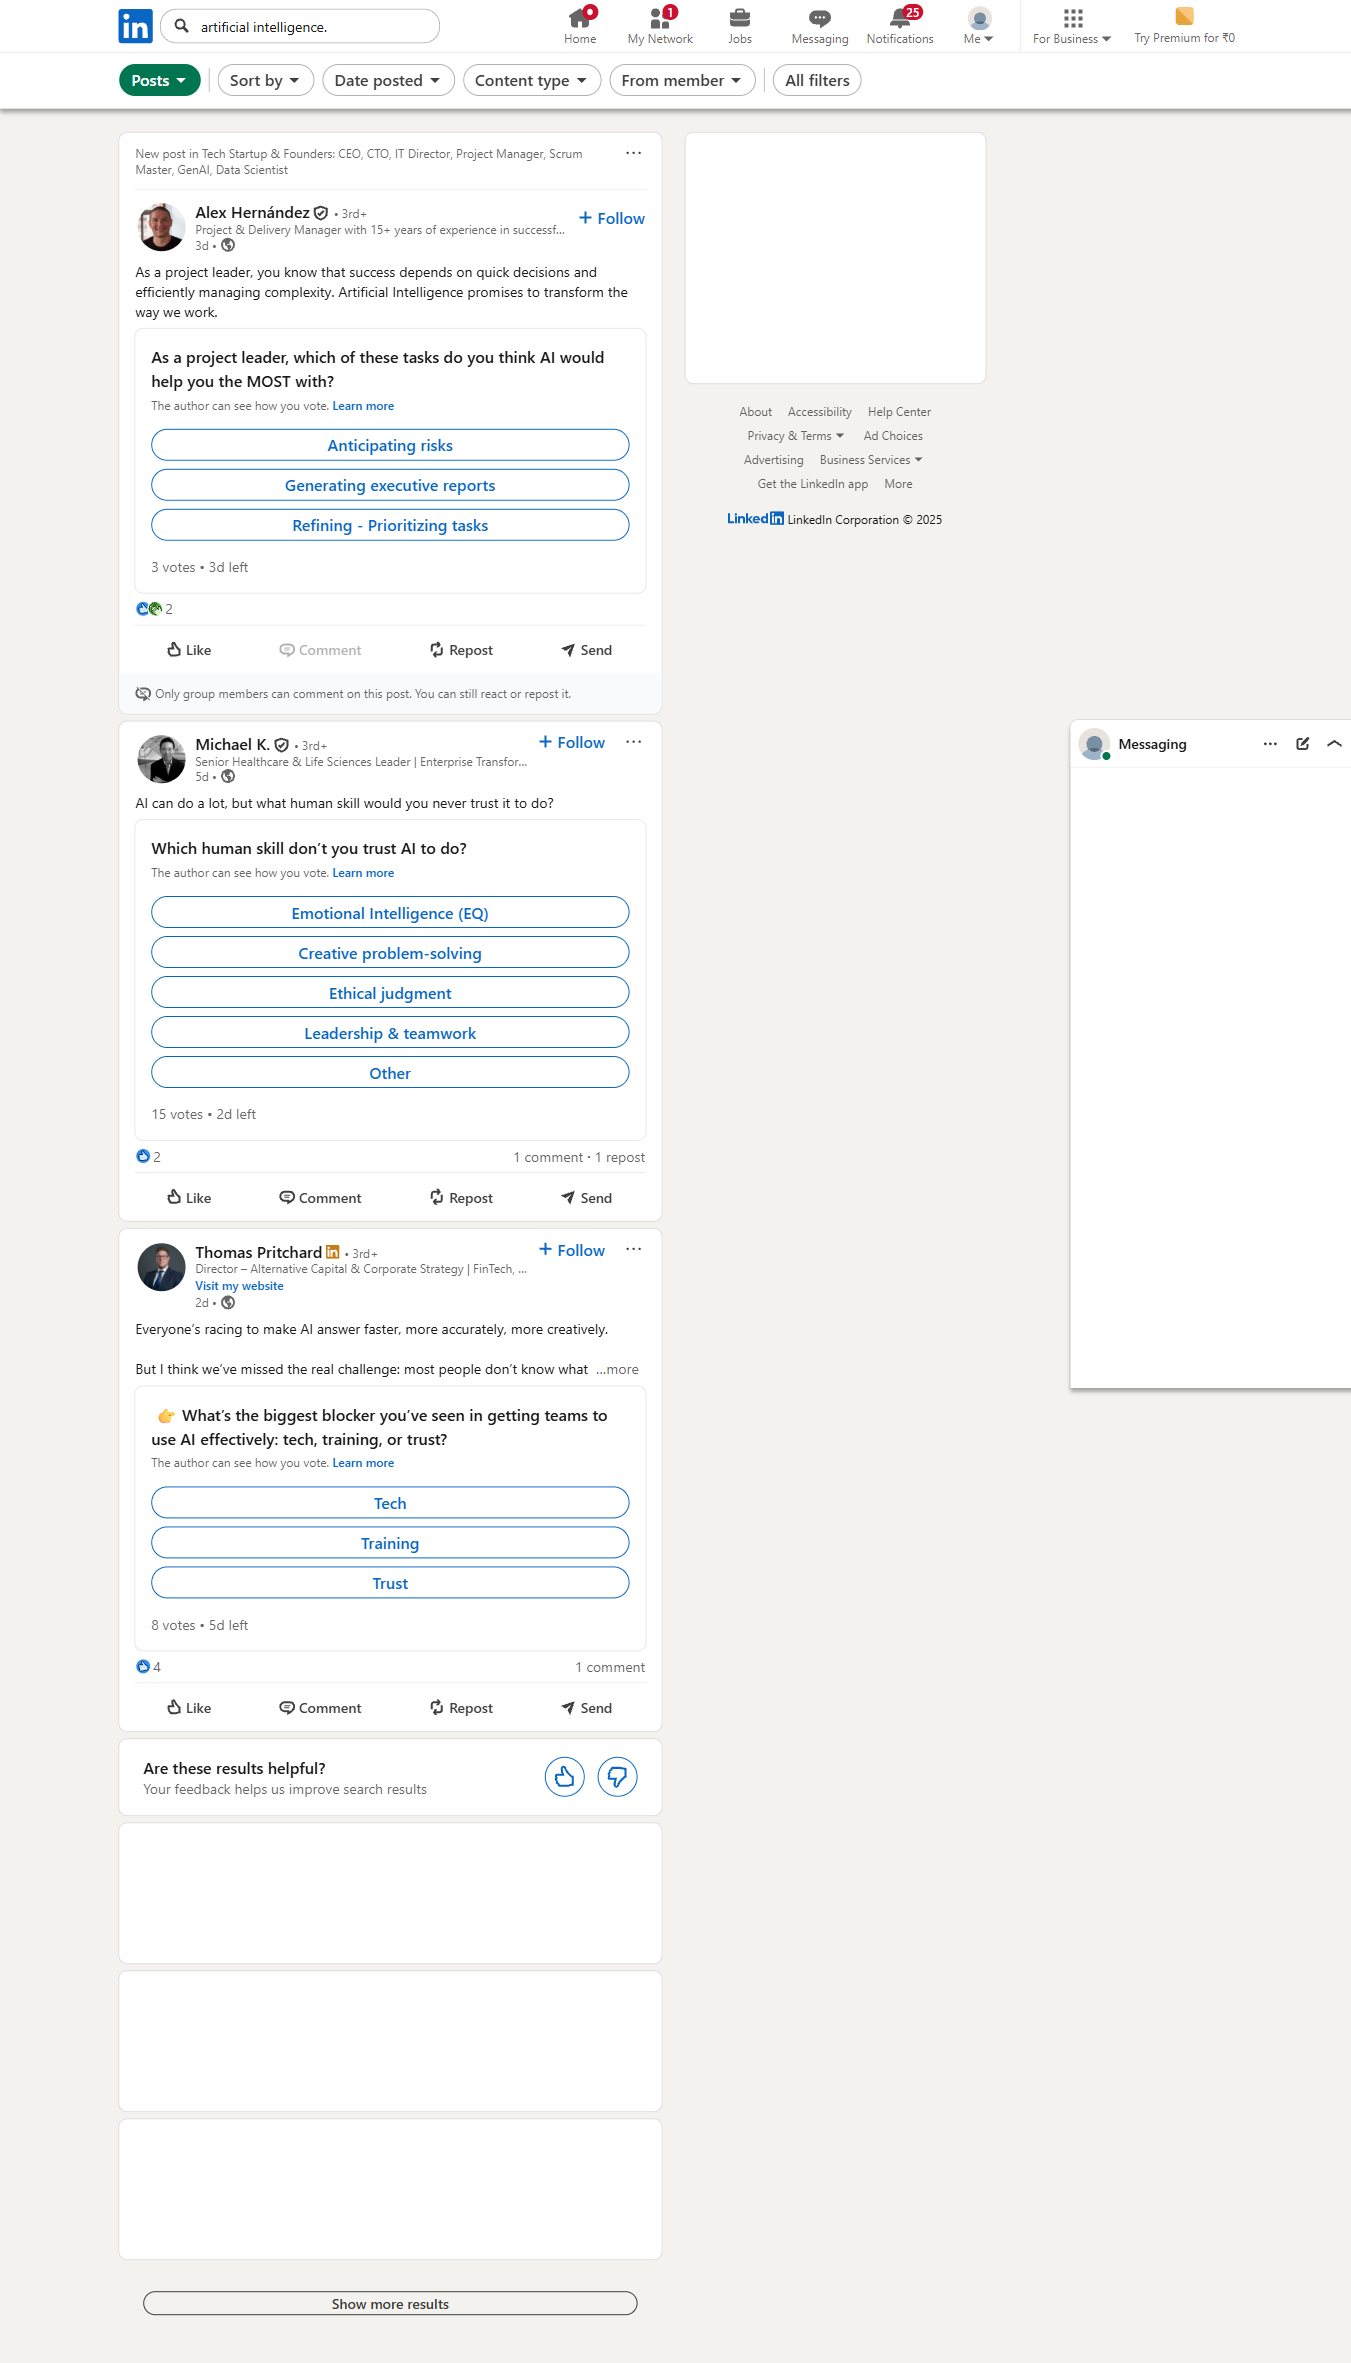 in
artificial intelligence.
Home
1
My Network
Jobs
Messaging
25
Notifications
Me
For Business
Try Premium for ₹0
Posts
Sort by
Date posted
Content type
From member
All filters
New post in Tech Startup & Founders: CEO, CTO, IT Director, Project Manager, Scrum
Master, GenAI, Data Scientist
Alex Hernández • 3rd+
Project & Delivery Manager with 15+ years of experience in successf...
3d •
+ Follow
As a project leader, you know that success depends on quick decisions and
efficiently managing complexity. Artificial Intelligence promises to transform the
way we work.
As a project leader, which of these tasks do you think AI would
help you the MOST with?
The author can see how you vote. Learn more
Anticipating risks
Generating executive reports
Refining - Prioritizing tasks
3 votes • 3d left
2
Like
Comment
Repost
Send
Only group members can comment on this post. You can still react or repost it.
Michael K. • 3rd+
Senior Healthcare & Life Sciences Leader | Enterprise Transfor...
5d •
+ Follow
AI can do a lot, but what human skill would you never trust it to do?
Which human skill don’t you trust AI to do?
The author can see how you vote. Learn more
Emotional Intelligence (EQ)
Creative problem-solving
Ethical judgment
Leadership & teamwork
Other
15 votes • 2d left
2
1 comment · 1 repost
Like
Comment
Repost
Send
Thomas Pritchard in • 3rd+
Director – Alternative Capital & Corporate Strategy | FinTech, ...
Visit my website
2d •
+ Follow
Everyone’s racing to make AI answer faster, more accurately, more creatively.
But I think we’ve missed the real challenge: most people don’t know what ...more
👉 What’s the biggest blocker you’ve seen in getting teams to
use AI effectively: tech, training, or trust?
The author can see how you vote. Learn more
Tech
Training
Trust
8 votes • 5d left
4
1 comment
Like
Comment
Repost
Send
Are these results helpful?
Your feedback helps us improve search results
Show more results
About
Accessibility
Help Center
Privacy & Terms
Ad Choices
Advertising
Business Services
Get the LinkedIn app
More
LinkedIn LinkedIn Corporation © 2025
Messaging